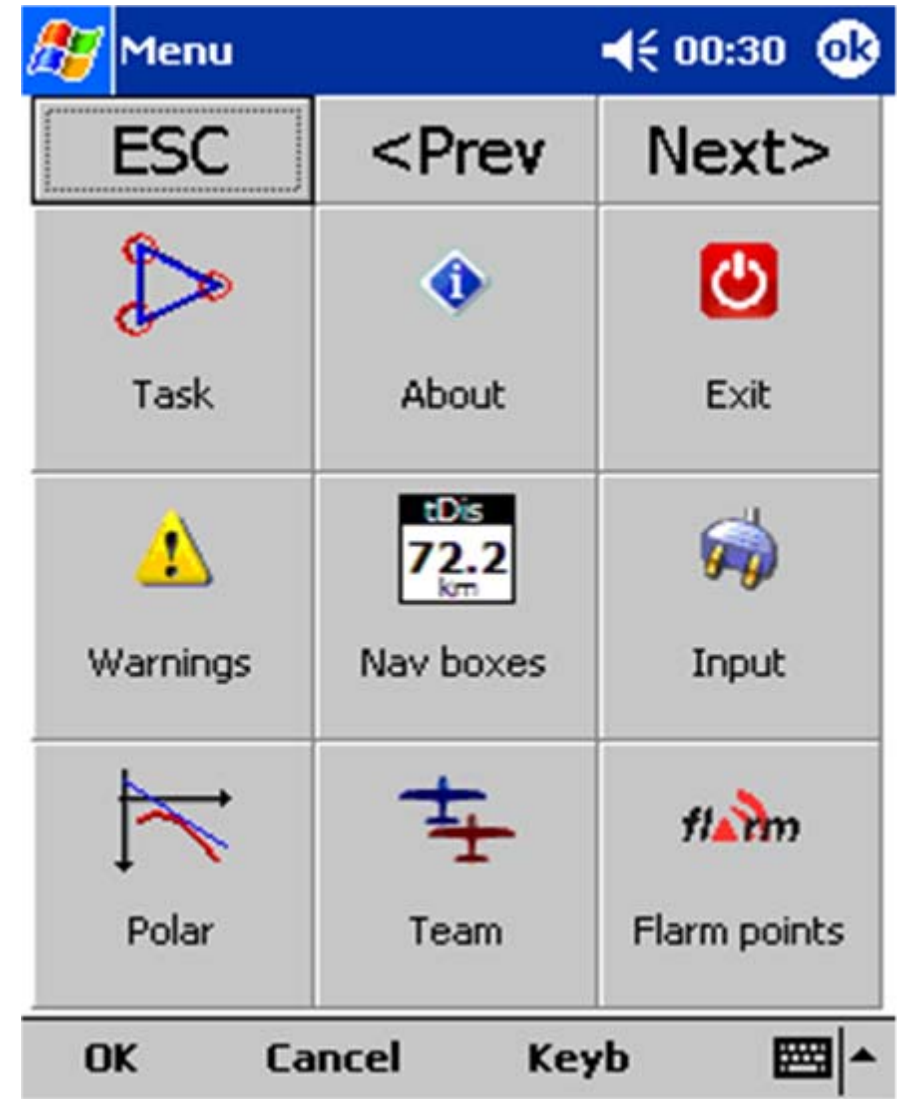 Menu 00:30 ok
ESC <Prev Next>
Task About Exit
tDis
72.2
km
Warnings Nav boxes Input
flarm
Polar Team Flarm points
OK Cancel Keyb